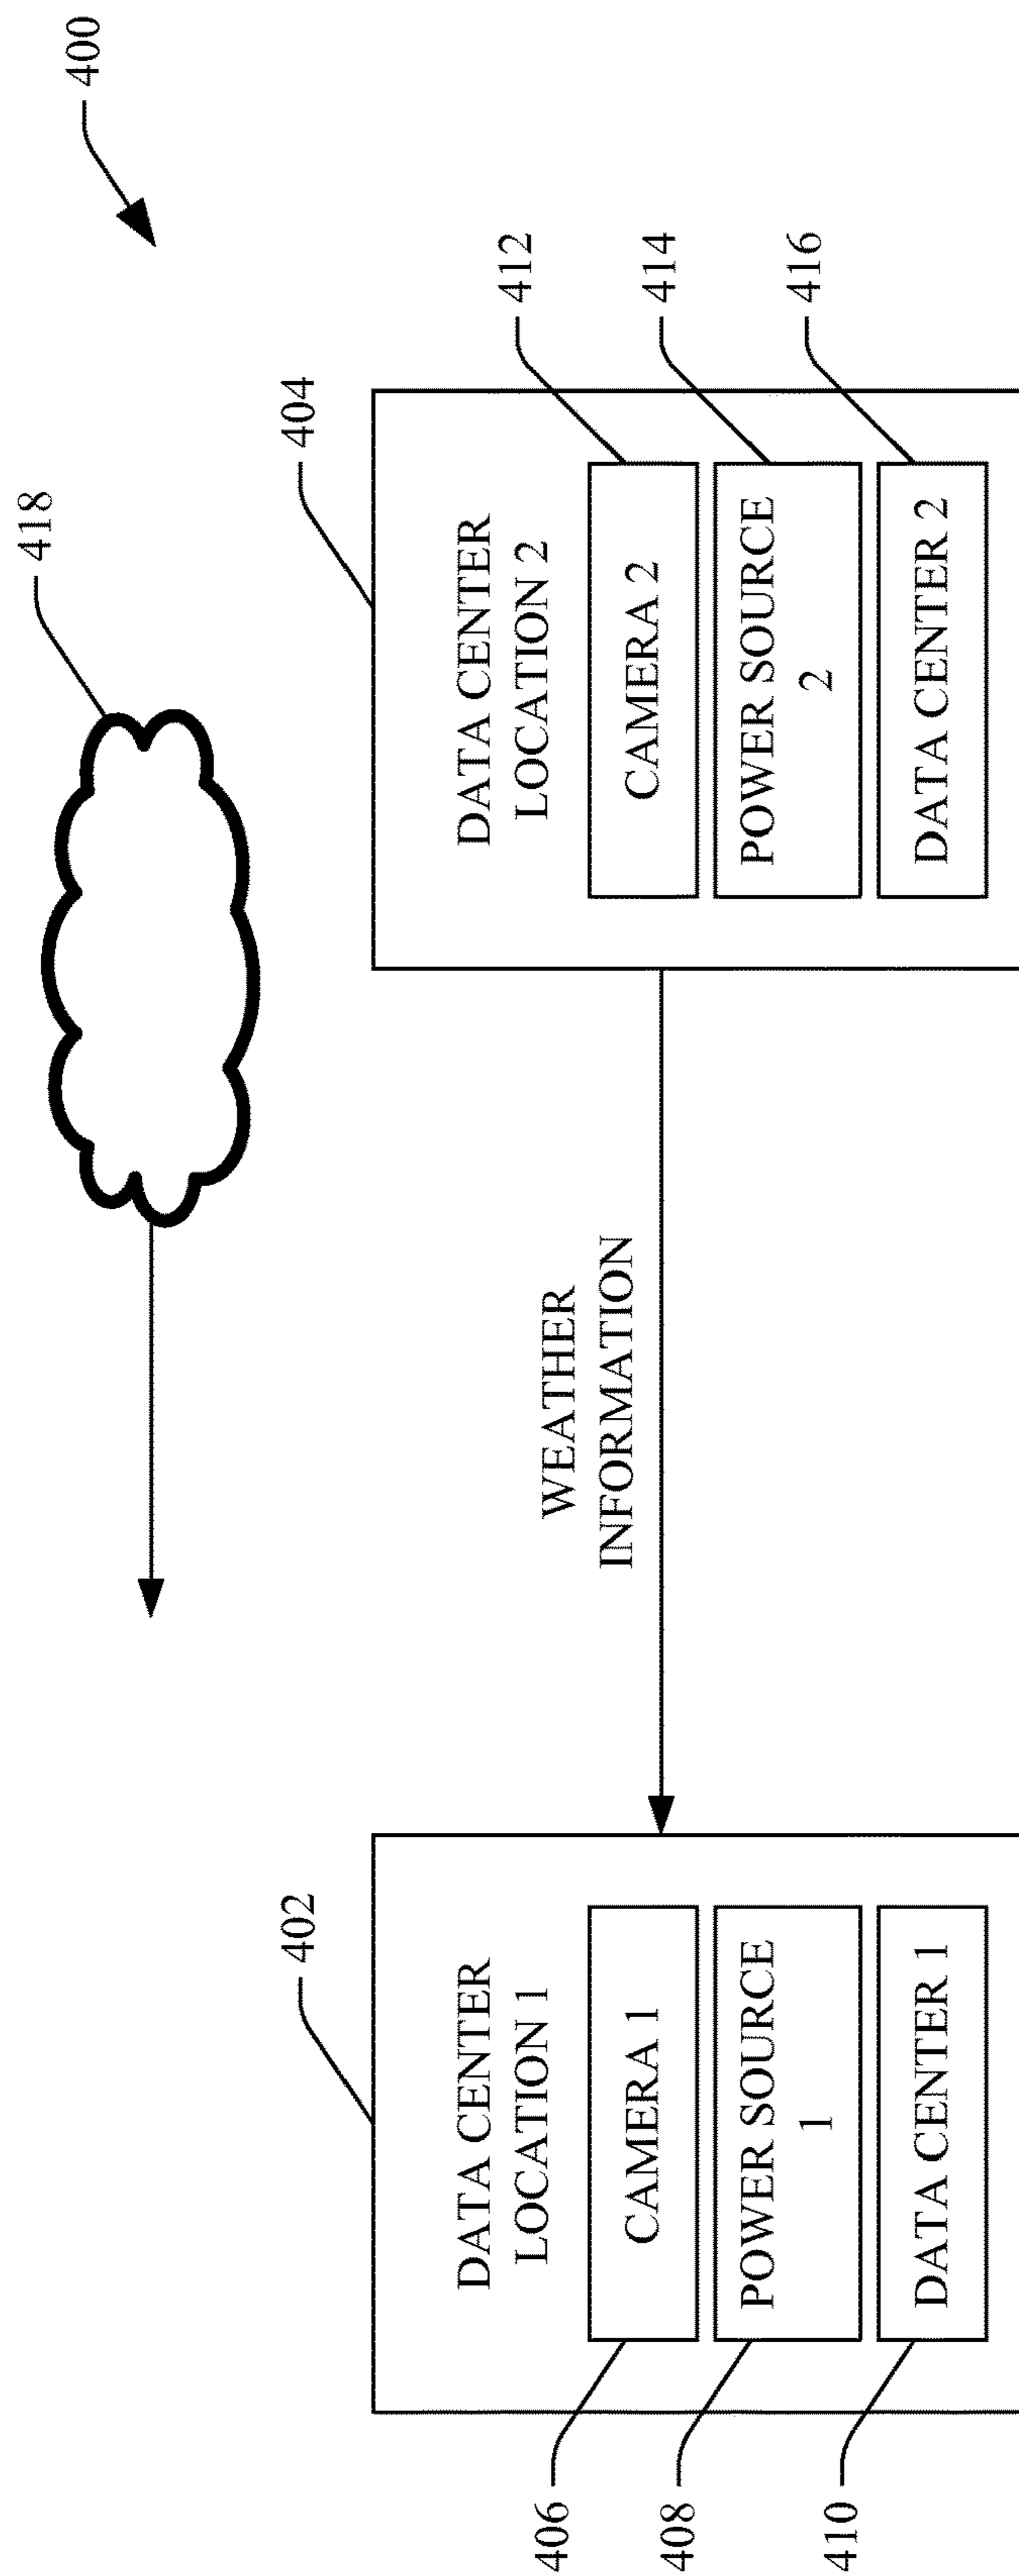 400
418
402
404
DATA CENTER
LOCATION 1
DATA CENTER
LOCATION 2
WEATHER
INFORMATION
406
CAMERA 1
CAMERA 2
412
408
POWER SOURCE
1
POWER SOURCE
2
414
410
DATA CENTER 1
DATA CENTER 2
416